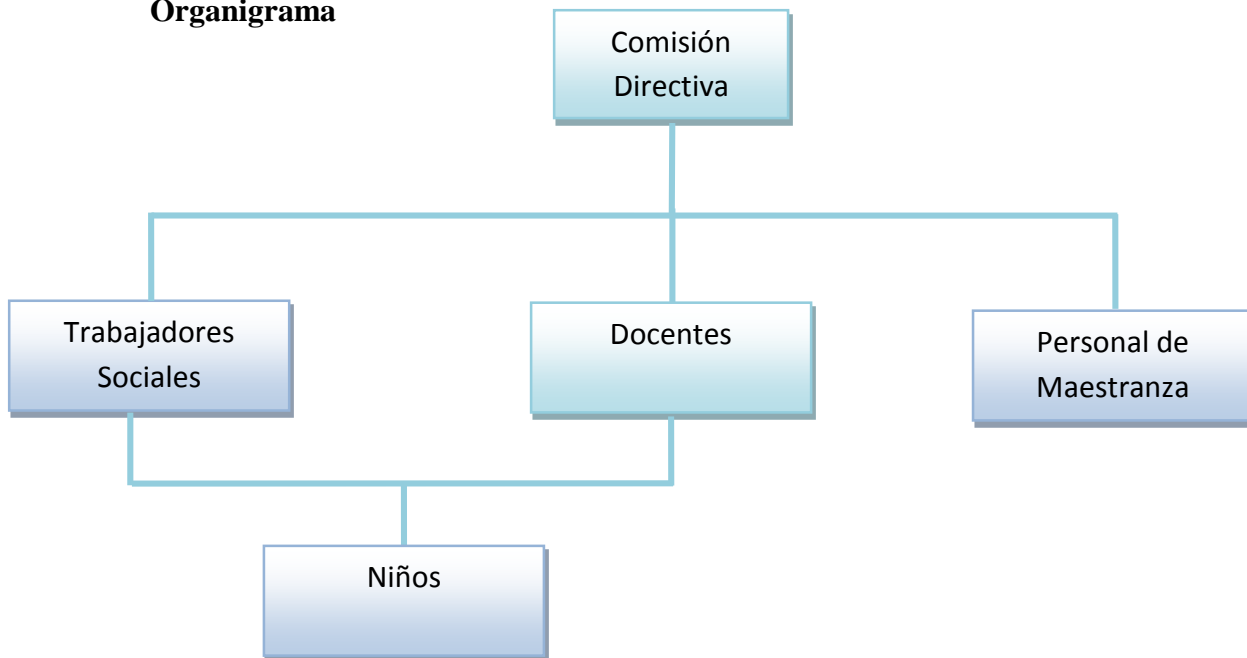 Organigrama
Comisión
Directiva
Trabajadores
Sociales
Docentes
Personal de
Maestranza
Niños